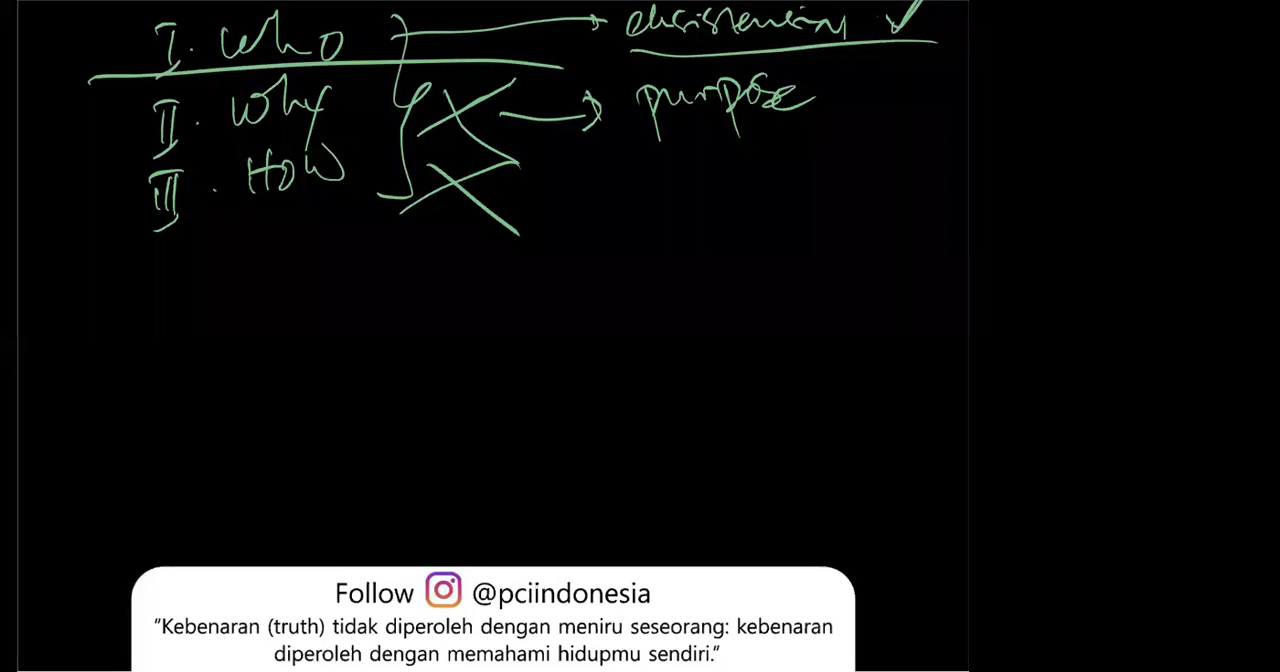 I. Who eksistensial
II. Why purpose
III. How
Follow @pciindonesia
"Kebenaran (truth) tidak diperoleh dengan meniru seseorang: kebenaran
diperoleh dengan memahami hidupmu sendiri."